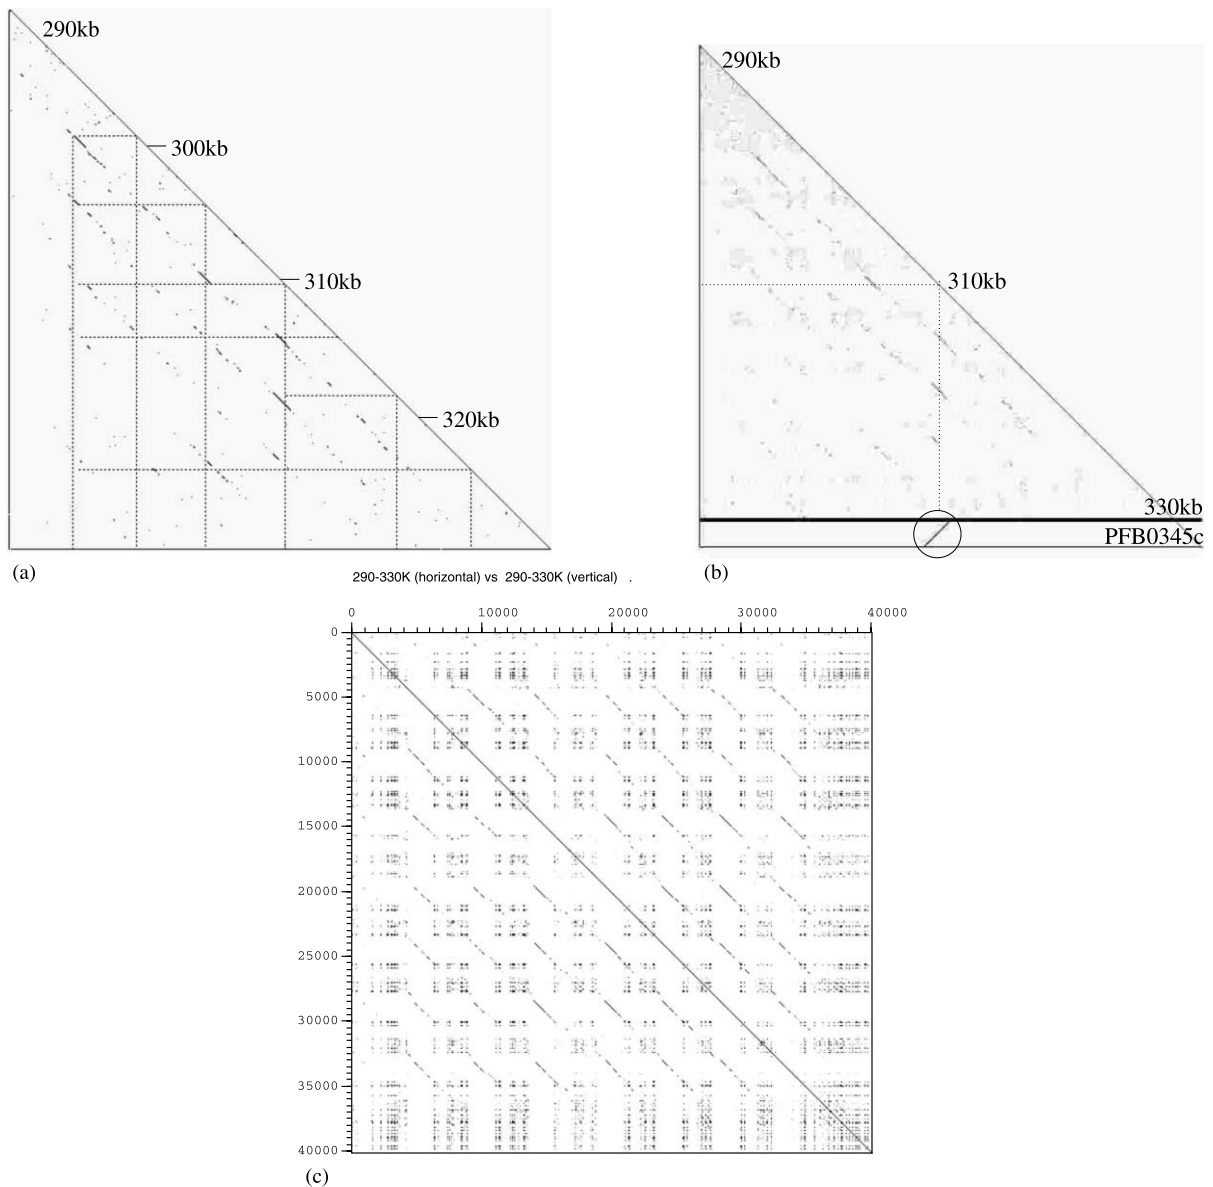 290kb
300kb
310kb
320kb
(a)
290kb
310kb
330kb
PFB0345c
(b)
290-330K (horizontal) vs 290-330K (vertical) .
0 10000 20000 30000 40000
0
5000
10000
15000
20000
25000
30000
35000
40000
(c)